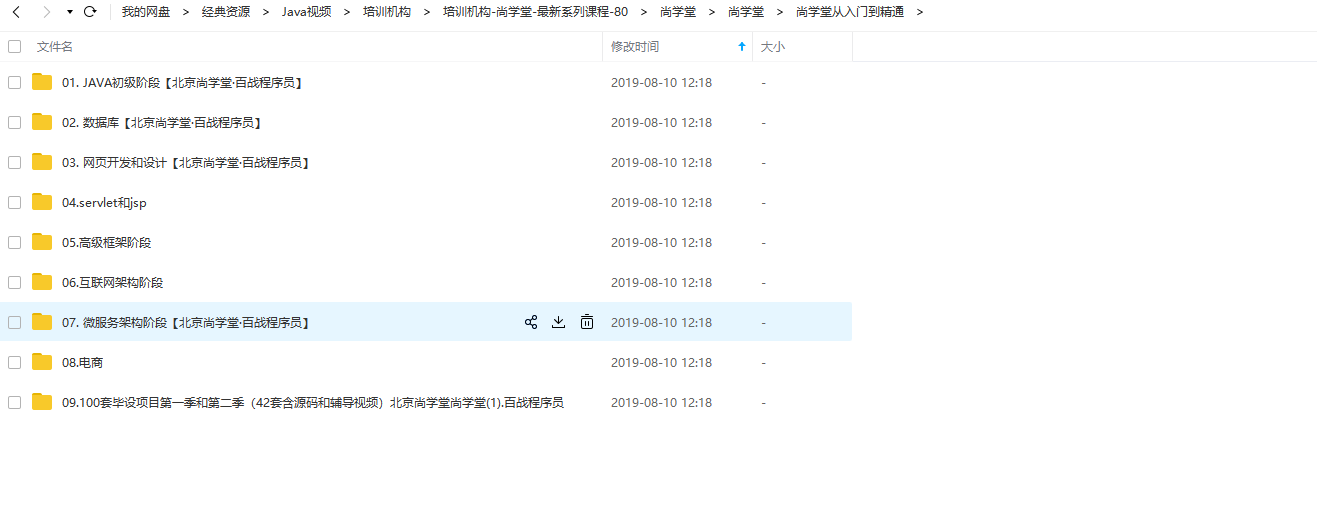 我的网盘 > 经典资源 > Java视频 > 培训机构 > 培训机构-尚学堂-最新系列课程-80 > 尚学堂 > 尚学堂 > 尚学堂从入门到精通 >
文件名 修改时间 大小
01. JAVA初级阶段【北京尚学堂·百战程序员】 2019-08-10 12:18 -
02. 数据库【北京尚学堂·百战程序员】 2019-08-10 12:18 -
03. 网页开发和设计【北京尚学堂·百战程序员】 2019-08-10 12:18 -
04.servlet和jsp 2019-08-10 12:18 -
05.高级框架阶段 2019-08-10 12:18 -
06.互联网架构阶段 2019-08-10 12:18 -
07. 微服务架构阶段【北京尚学堂·百战程序员】 2019-08-10 12:18 -
08.电商 2019-08-10 12:18 -
09.100套毕设项目第一季和第二季（42套含源码和辅导视频）北京尚学堂尚学堂(1).百战程序员 2019-08-10 12:18 -